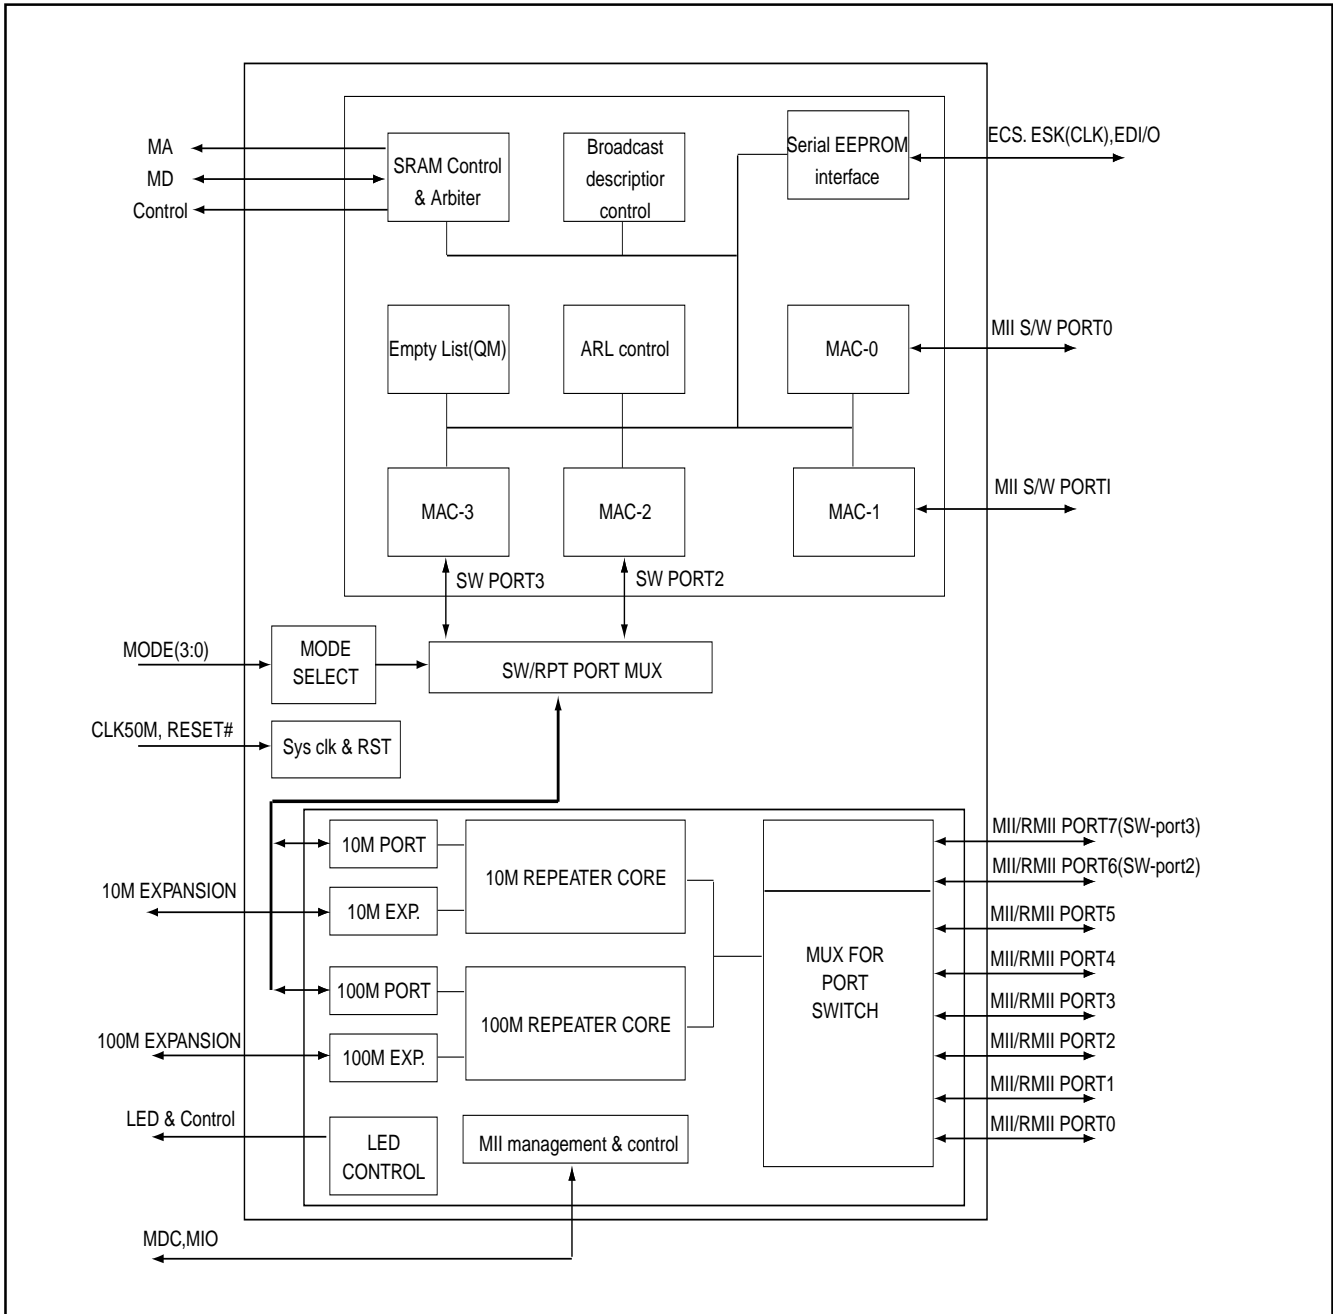 MA
MD
Control
SRAM Control
& Arbiter
Broadcast
descriptior
control
Serial EEPROM
interface
ECS. ESK(CLK),EDI/O
Empty List(QM)
ARL control
MAC-0
MII S/W PORT0
MAC-3
MAC-2
MAC-1
MII S/W PORTI
SW PORT3
SW PORT2
MODE(3:0)
MODE
SELECT
SW/RPT PORT MUX
CLK50M, RESET#
Sys clk & RST
10M PORT
10M REPEATER CORE
10M EXPANSION
10M EXP.
100M PORT
100M REPEATER CORE
100M EXPANSION
100M EXP.
MUX FOR
PORT
SWITCH
MII/RMII PORT7(SW-port3)
MII/RMII PORT6(SW-port2)
MII/RMII PORT5
MII/RMII PORT4
MII/RMII PORT3
MII/RMII PORT2
MII/RMII PORT1
MII/RMII PORT0
LED & Control
LED
CONTROL
MII management & control
MDC,MIO